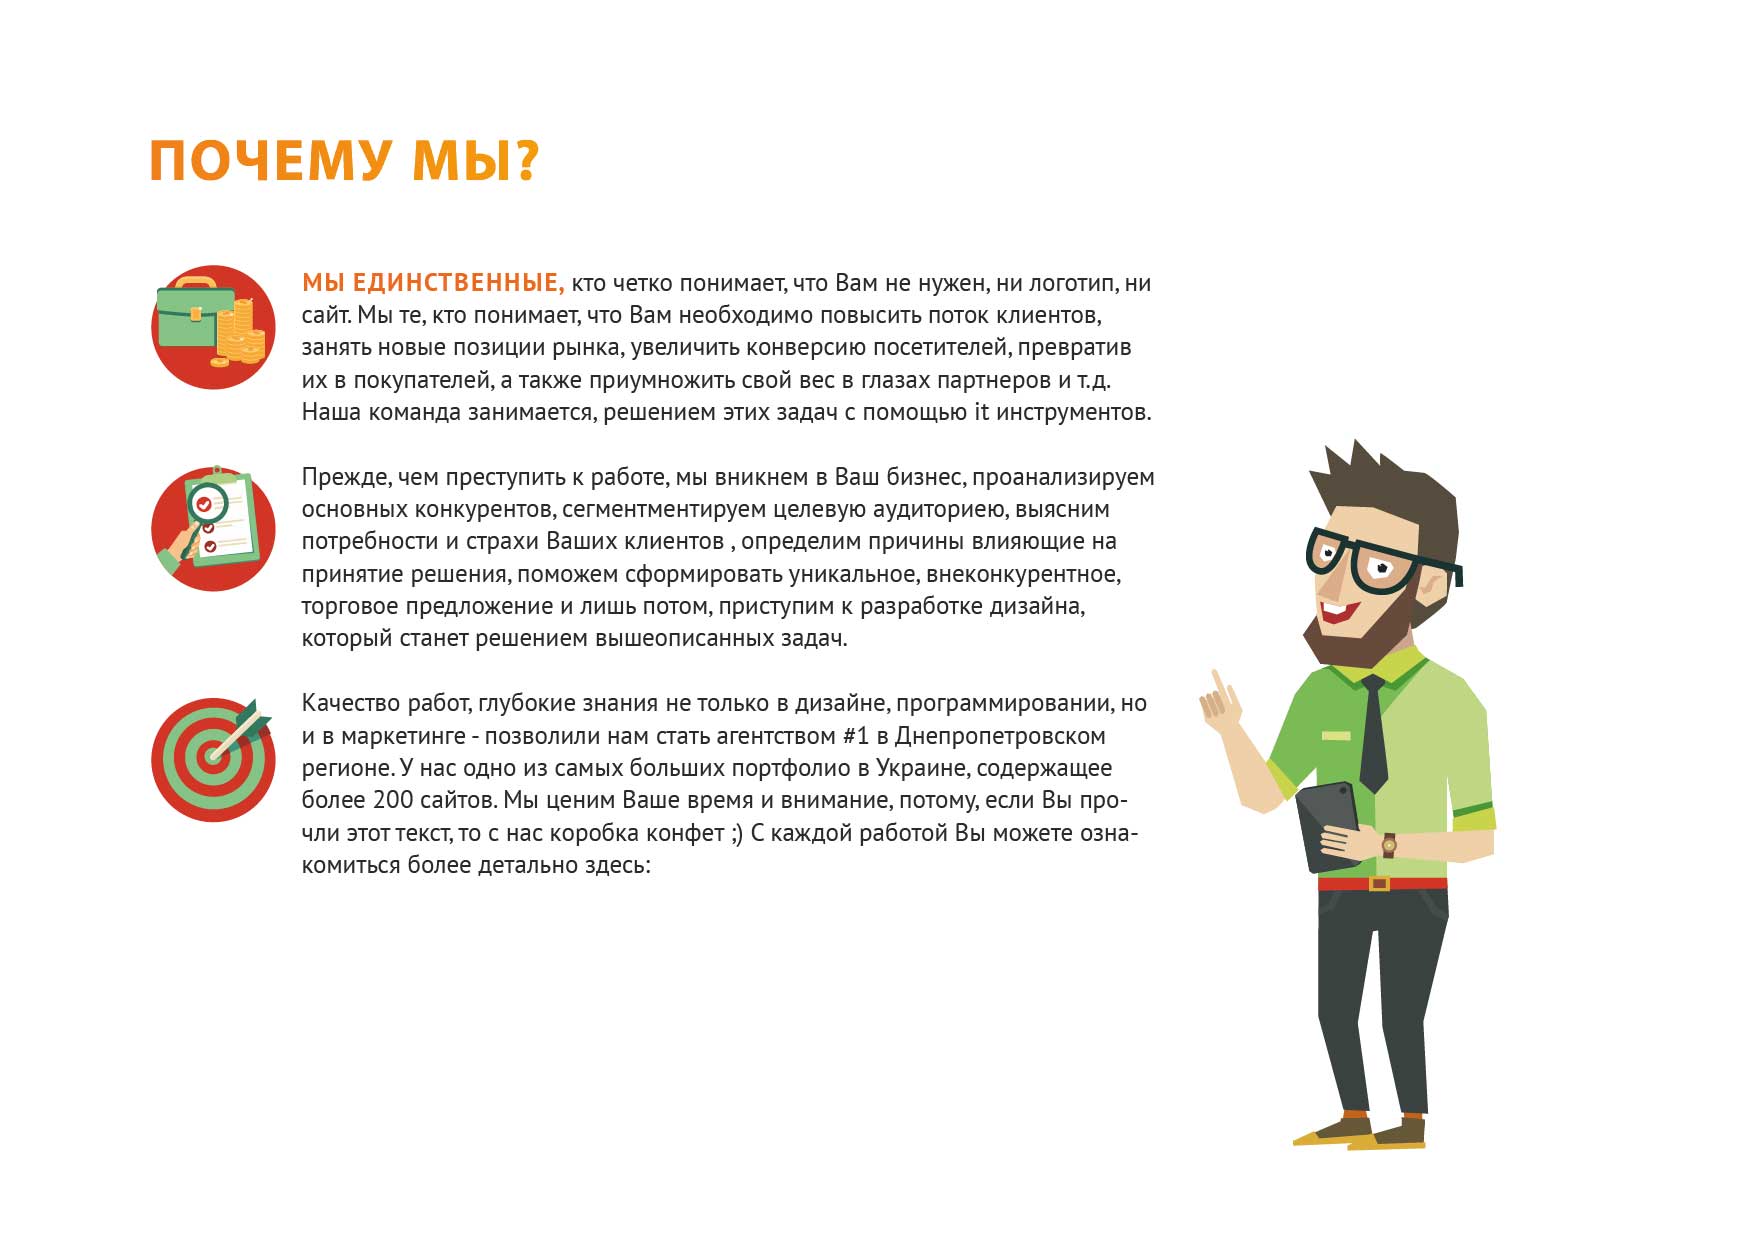 ПОЧЕМУ МЫ?
МЫ ЕДИНСТВЕННЫЕ, кто четко понимает, что Вам не нужен, ни логотип, ни
сайт. Мы те, кто понимает, что Вам необходимо повысить поток клиентов,
занять новые позиции рынка, увеличить конверсию посетителей, превратив
их в покупателей, а также приумножить свой вес в глазах партнеров и т.д.
Наша команда занимается, решением этих задач с помощью it инструментов.
Прежде, чем преступить к работе, мы вникнем в Ваш бизнес, проанализируем
основных конкурентов, сегментментируем целевую аудиториею, выясним
потребности и страхи Ваших клиентов , определим причины влияющие на
принятие решения, поможем сформировать уникальное, внеконкурентное,
торговое предложение и лишь потом, приступим к разработке дизайна,
который станет решением вышеописанных задач.
Качество работ, глубокие знания не только в дизайне, программировании, но
и в маркетинге - позволили нам стать агентством #1 в Днепропетровском
регионе. У нас одно из самых больших портфолио в Украине, содержащее
более 200 сайтов. Мы ценим Ваше время и внимание, потому, если Вы про-
чли этот текст, то с нас коробка конфет ;) С каждой работой Вы можете озна-
комиться более детально здесь: